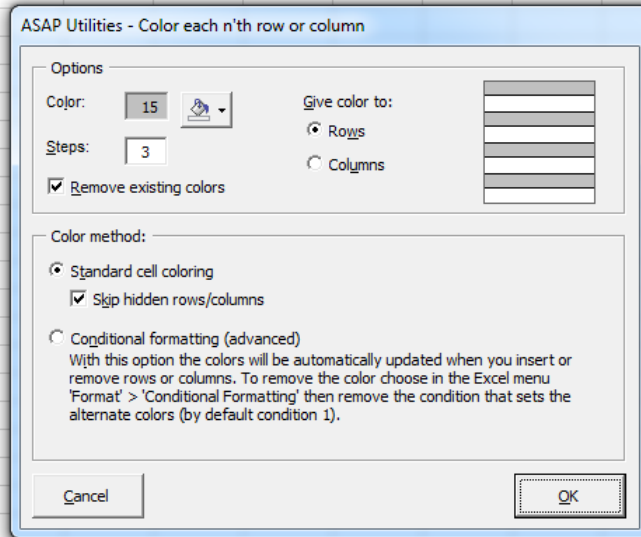 ASAP Utilities - Color each n'th row or column
Options
Color: 15
Give color to:
Rows
Steps: 3
Columns
Remove existing colors
Color method:
Standard cell coloring
Skip hidden rows/columns
Conditional formatting (advanced)
With this option the colors will be automatically updated when you insert or
remove rows or columns. To remove the color choose in the Excel menu
'Format' > 'Conditional Formatting' then remove the condition that sets the
alternate colors (by default condition 1).
Cancel
OK